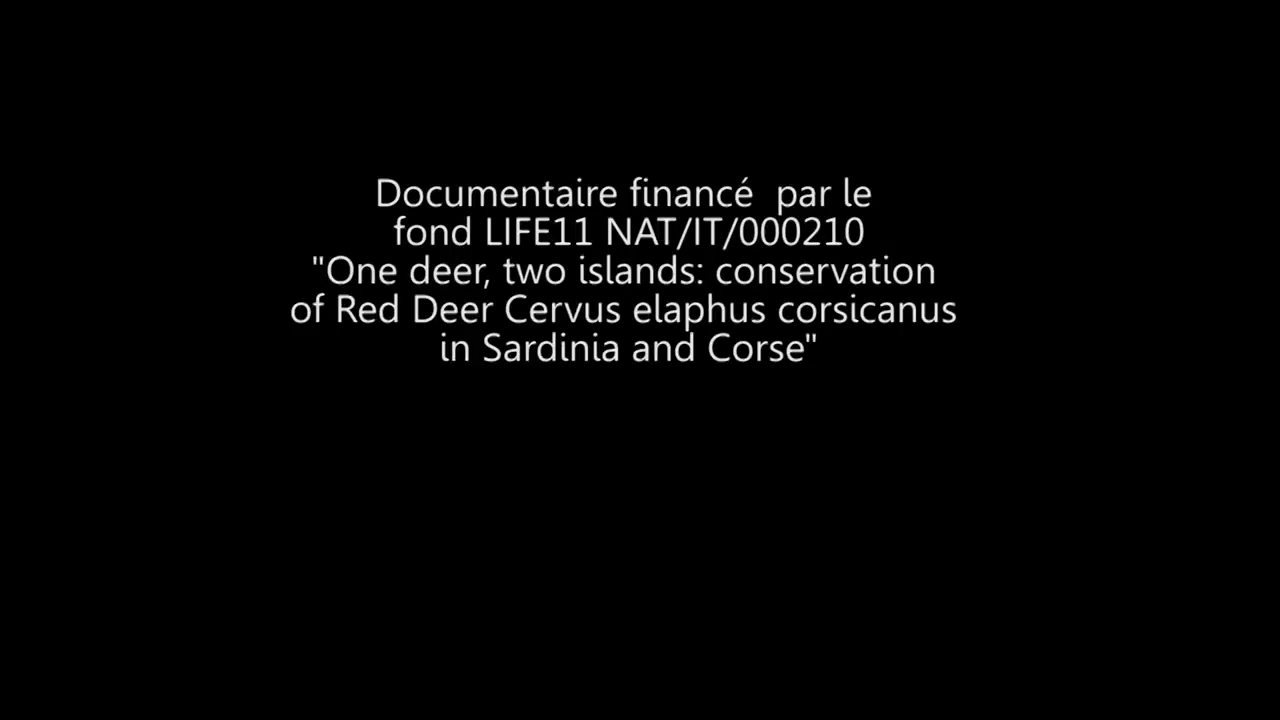 Documentaire financé  par le
fond LIFE11 NAT/IT/000210
"One deer, two islands: conservation
of Red Deer Cervus elaphus corsicanus
in Sardinia and Corse"